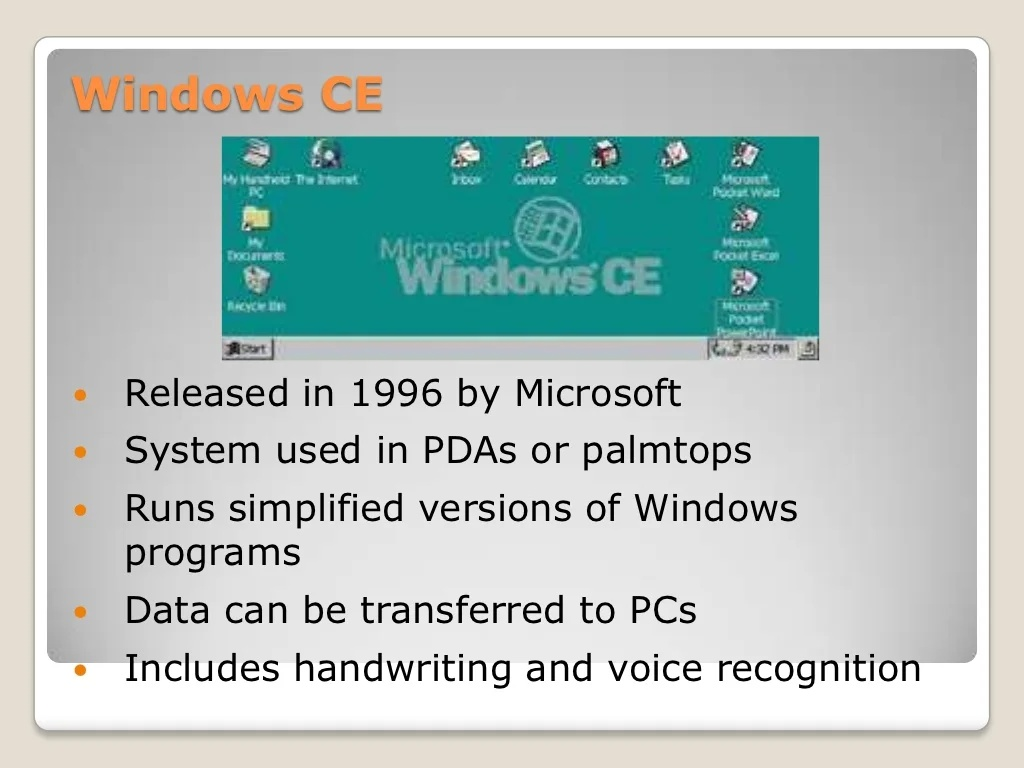 Windows CE
My Handheld PC
The Internet
Inbox
Calendar
Contacts
Tasks
Microsoft Pocket Word
My Documents
Microsoft Pocket Excel
Microsoft Windows CE
Recycle Bin
Microsoft Pocket PowerPoint
Start
4:32 PM
• Released in 1996 by Microsoft
• System used in PDAs or palmtops
• Runs simplified versions of Windows
programs
• Data can be transferred to PCs
• Includes handwriting and voice recognition